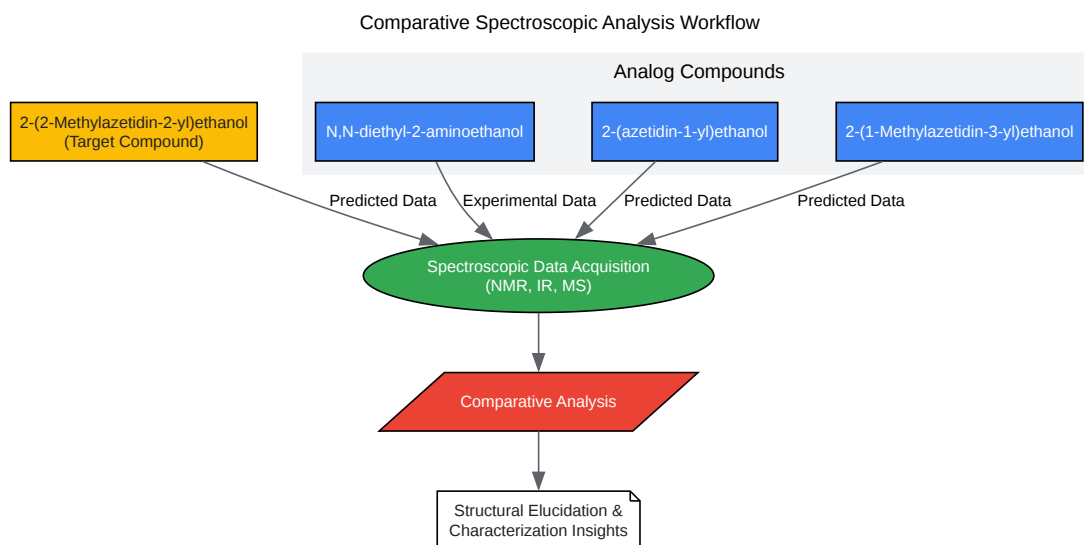 Comparative Spectroscopic Analysis Workflow
Analog Compounds
2-(2-Methylazetidin-2-yl)ethanol
(Target Compound)
N,N-diethyl-2-aminoethanol
2-(azetidin-1-yl)ethanol
2-(1-Methylazetidin-3-yl)ethanol
Predicted Data
Experimental Data
Predicted Data
Predicted Data
Spectroscopic Data Acquisition
(NMR, IR, MS)
Comparative Analysis
Structural Elucidation &
Characterization Insights